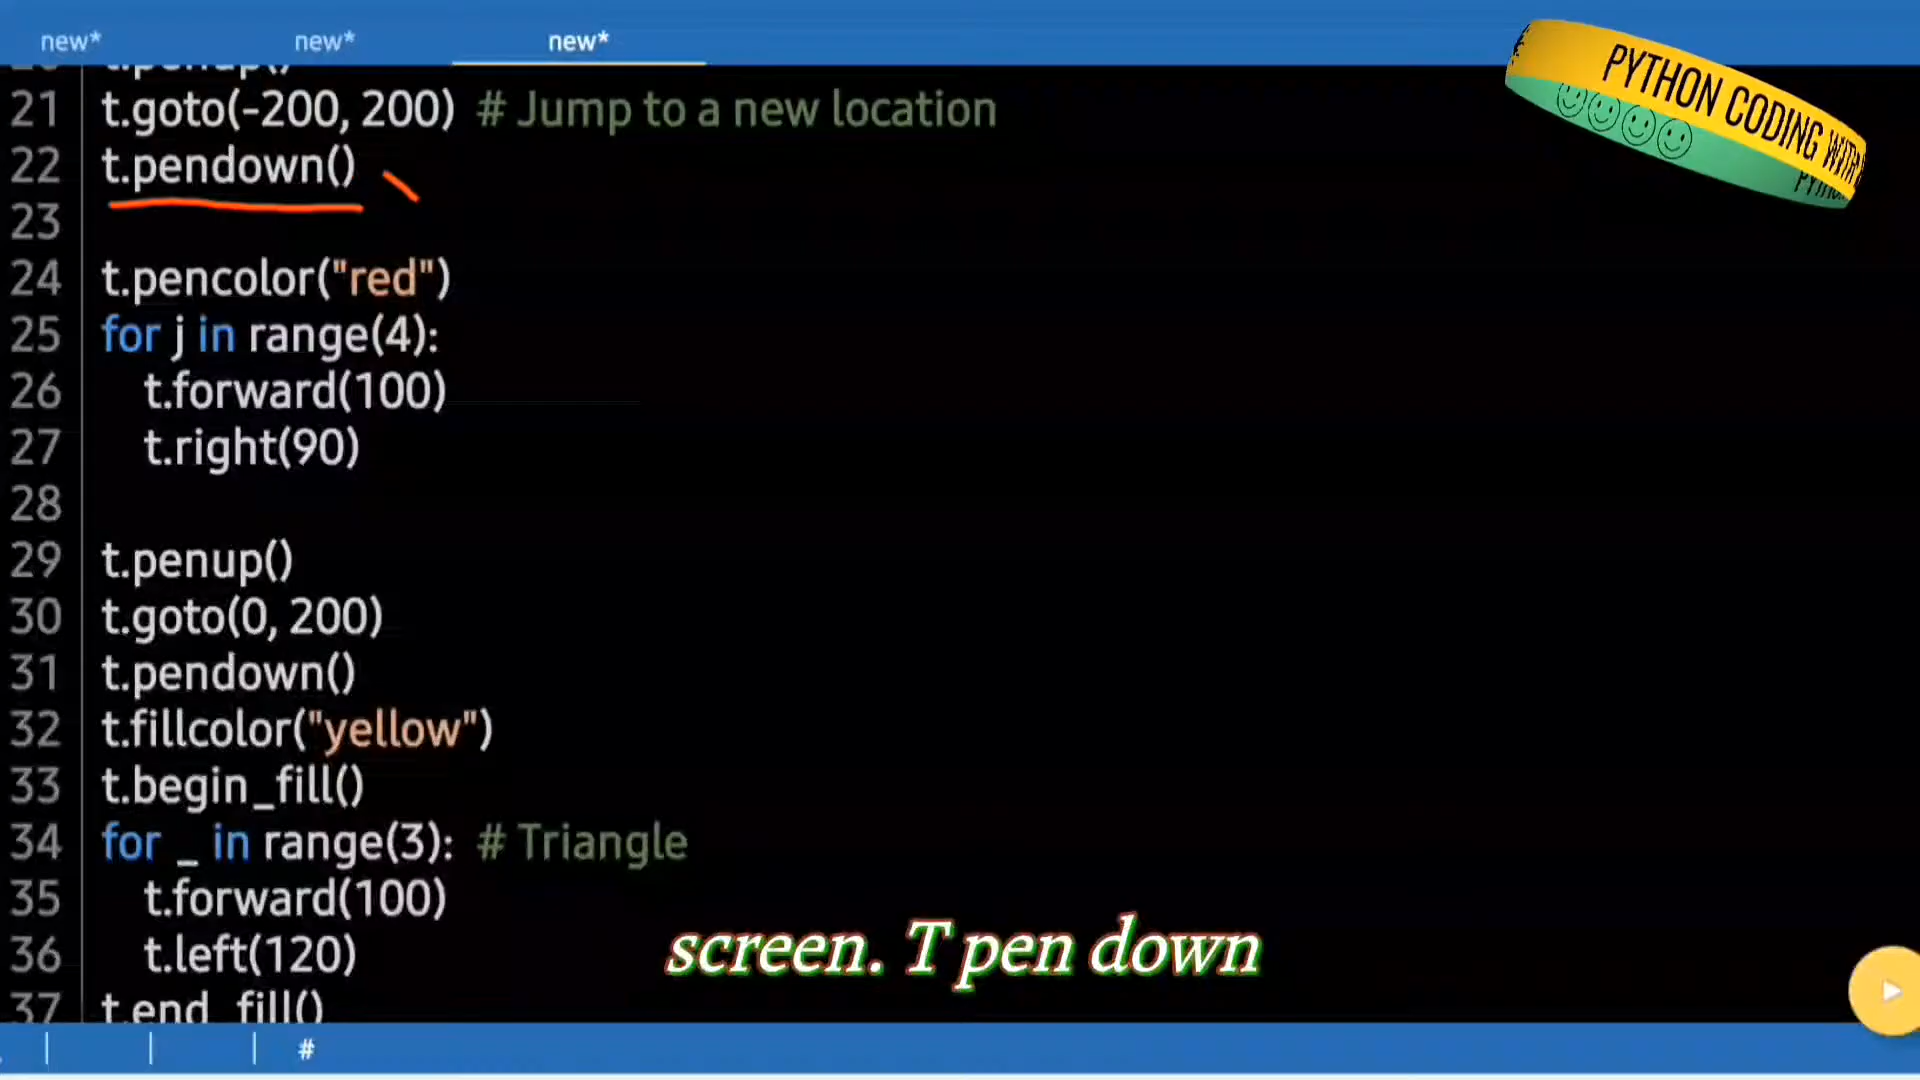 new* new* new*
PYTHON CODING WITH
20 t.penup()
21 t.goto(-200, 200) # Jump to a new location
22 t.pendown()
23
24 t.pencolor("red")
25 for j in range(4):
26 t.forward(100)
27 t.right(90)
28
29 t.penup()
30 t.goto(0, 200)
31 t.pendown()
32 t.fillcolor("yellow")
33 t.begin_fill()
34 for _ in range(3): # Triangle
35 t.forward(100)
36 t.left(120)
37 t.end_fill()
screen. T pen down
#